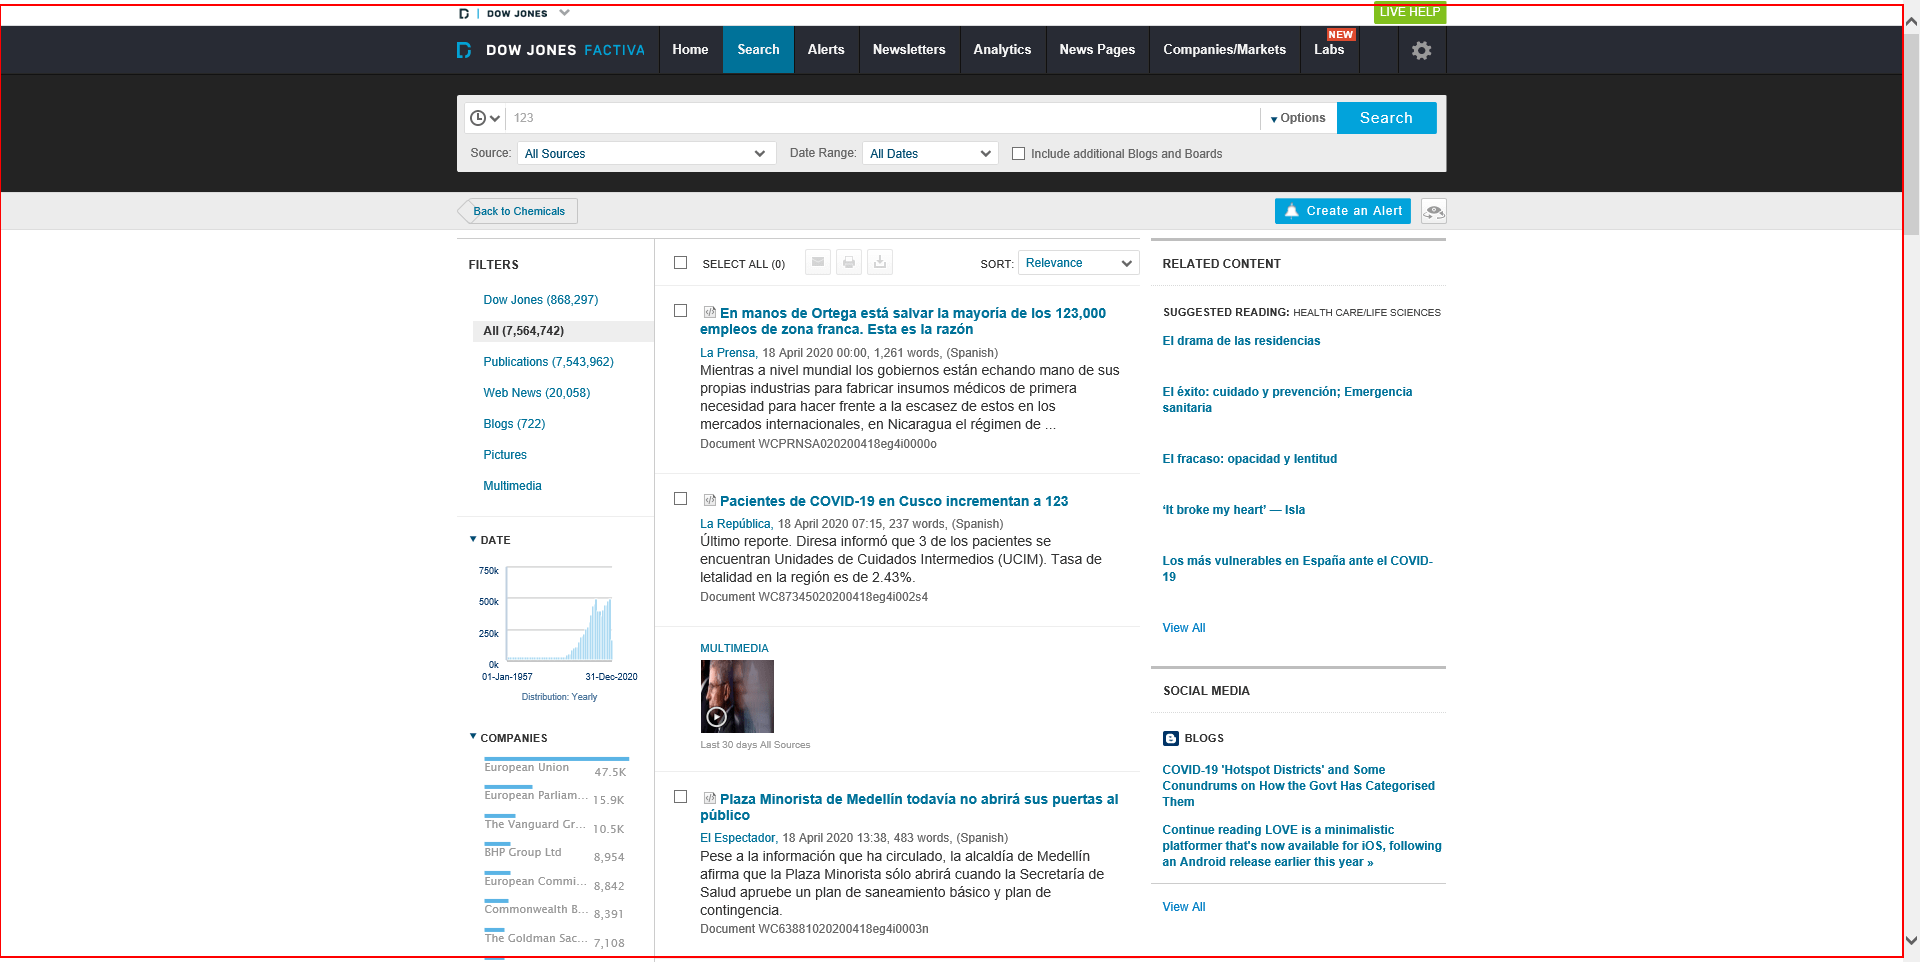 DOW JONES
LIVE HELP
DOW JONES FACTIVA
Home
Search
Alerts
Newsletters
Analytics
News Pages
Companies/Markets
NEW
Labs
123
Options
Search
Source: All Sources
Date Range: All Dates
Include additional Blogs and Boards
Back to Chemicals
Create an Alert
FILTERS
Dow Jones (868,297)
All (7,564,742)
Publications (7,543,962)
Web News (20,058)
Blogs (722)
Pictures
Multimedia
DATE
750k
500k
250k
0k
01-Jan-1957 31-Dec-2020
Distribution: Yearly
COMPANIES
European Union 47.5K
European Parliam... 15.9K
The Vanguard Gr... 10.5K
BHP Group Ltd 8,954
European Commi... 8,842
Commonwealth B... 8,391
The Goldman Sac... 7,108
SELECT ALL (0)
SORT: Relevance
En manos de Ortega está salvar la mayoría de los 123,000
empleos de zona franca. Esta es la razón
La Prensa, 18 April 2020 00:00, 1,261 words, (Spanish)
Mientras a nivel mundial los gobiernos están echando mano de sus
propias industrias para fabricar insumos médicos de primera
necesidad para hacer frente a la escasez de estos en los
mercados internacionales, en Nicaragua el régimen de ...
Document WCPRNSA020200418eg4i0000o
Pacientes de COVID-19 en Cusco incrementan a 123
La República, 18 April 2020 07:15, 237 words, (Spanish)
Último reporte. Diresa informó que 3 de los pacientes se
encuentran Unidades de Cuidados Intermedios (UCIM). Tasa de
letalidad en la región es de 2.43%.
Document WC87345020200418eg4i002s4
MULTIMEDIA
Last 30 days All Sources
Plaza Minorista de Medellín todavía no abrirá sus puertas al
público
El Espectador, 18 April 2020 13:38, 483 words, (Spanish)
Pese a la información que ha circulado, la alcaldía de Medellín
afirma que la Plaza Minorista sólo abrirá cuando la Secretaría de
Salud apruebe un plan de saneamiento básico y plan de
contingencia.
Document WC63881020200418eg4i0003n
RELATED CONTENT
SUGGESTED READING: HEALTH CARE/LIFE SCIENCES
El drama de las residencias
El éxito: cuidado y prevención; Emergencia
sanitaria
El fracaso: opacidad y lentitud
‘It broke my heart’ — Isla
Los más vulnerables en España ante el COVID-
19
View All
SOCIAL MEDIA
BLOGS
COVID-19 'Hotspot Districts' and Some
Conundrums on How the Govt Has Categorised
Them
Continue reading LOVE is a minimalistic
platformer that's now available for iOS, following
an Android release earlier this year »
View All